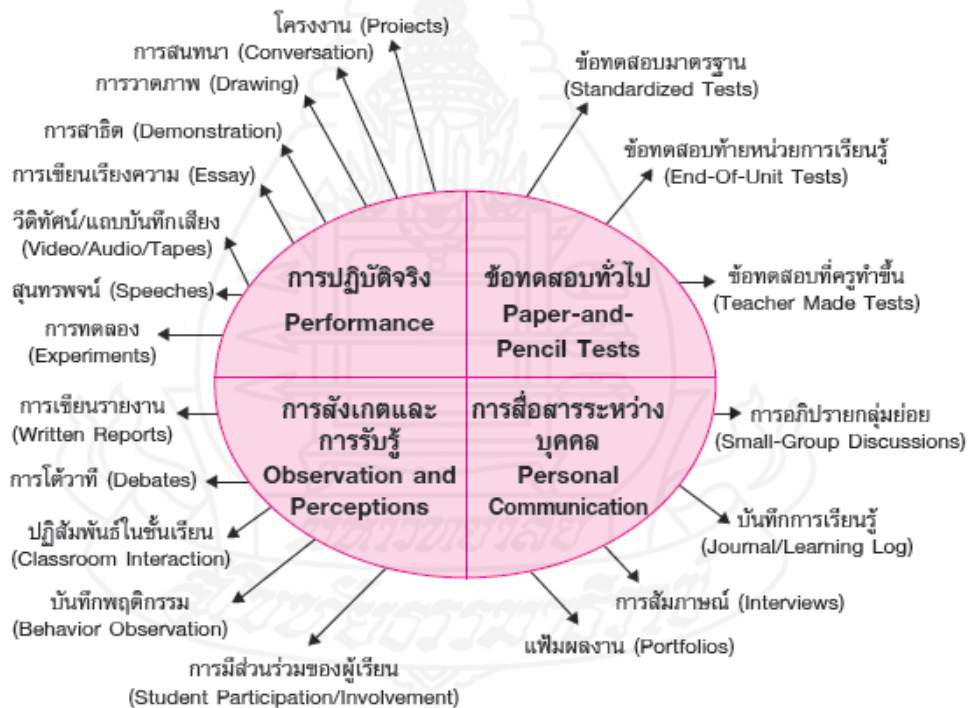 โครงงาน (Proiects)
การสนทนา (Conversation)
การวาดภาพ (Drawing)
การสาธิต (Demonstration)
การเขียนเรียงความ (Essay)
วีดิทัศน์/แถบบันทึกเสียง
(Video/Audio/Tapes)
สุนทรพจน์ (Speeches)
การทดลอง
(Experiments)
การเขียนรายงาน
(Written Reports)
การโต้วาที (Debates)
ปฏิสัมพันธ์ในชั้นเรียน
(Classroom Interaction)
บันทึกพฤติกรรม
(Behavior Observation)
การมีส่วนร่วมของผู้เรียน
(Student Participation/Involvement)
การปฏิบัติจริง
Performance
ข้อทดสอบทั่วไป
Paper-and-
Pencil Tests
การสังเกตและ
การรับรู้
Observation and
Perceptions
การสื่อสารระหว่าง
บุคคล
Personal
Communication
ข้อทดสอบมาตรฐาน
(Standardized Tests)
ข้อทดสอบท้ายหน่วยการเรียนรู้
(End-Of-Unit Tests)
ข้อทดสอบที่ครูทำขึ้น
(Teacher Made Tests)
การอภิปรายกลุ่มย่อย
(Small-Group Discussions)
บันทึกการเรียนรู้
(Journal/Learning Log)
การสัมภาษณ์ (Interviews)
แฟ้มผลงาน (Portfolios)